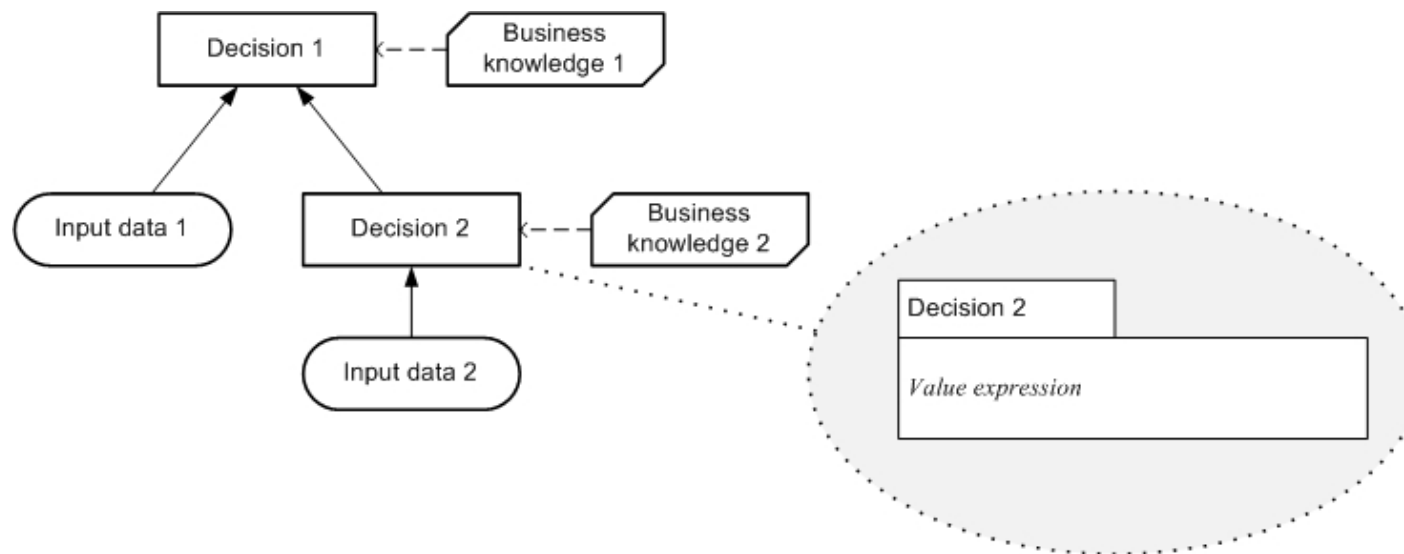 Decision 1
Business
knowledge 1
Input data 1
Decision 2
Business
knowledge 2
Input data 2
Decision 2
Value expression